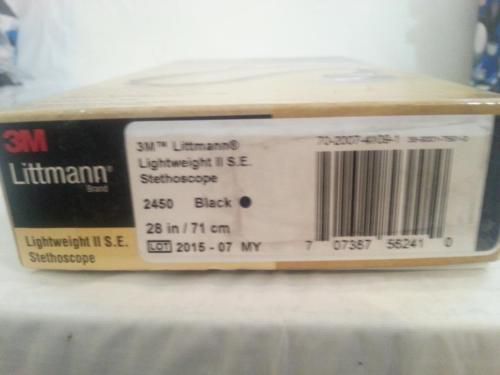 3M
Littmann®
Brand
Lightweight II S.E.
Stethoscope
3M™ Littmann®
Lightweight II S.E.
Stethoscope
2450 Black
28 in / 71 cm
LOT 2015 - 07 MY
7 07387 56241 0